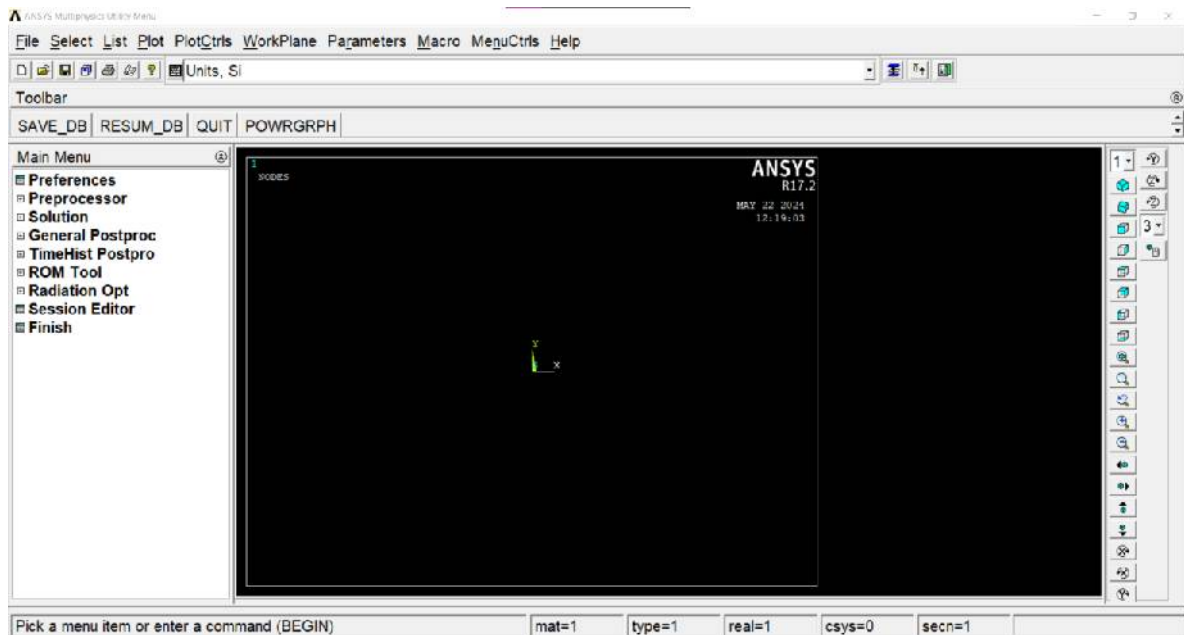 ANSYS Multiphysics Utility Menu
File Select List Plot PlotCtrls WorkPlane Parameters Macro MenuCtrls Help
Units, Si
Toolbar
SAVE_DB RESUM_DB QUIT POWRGRPH
Main Menu
Preferences
Preprocessor
Solution
General Postproc
TimeHist Postpro
ROM Tool
Radiation Opt
Session Editor
Finish
1
NODES
ANSYS
R17.2
MAY 22 2024
12:19:03
Y
X
1
3
Pick a menu item or enter a command (BEGIN) mat=1 type=1 real=1 csys=0 secn=1